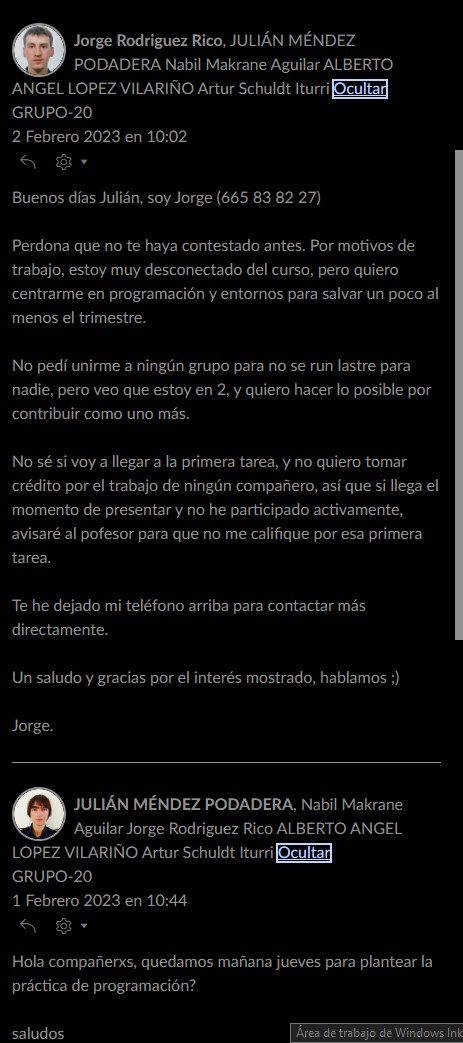 Jorge Rodriguez Rico, JULIÁN MÉNDEZ
PODADERA Nabil Makrane Aguilar ALBERTO
ANGEL LOPEZ VILARIÑO Artur Schuldt Iturri Ocultar
GRUPO-20
2 Febrero 2023 en 10:02
Buenos días Julián, soy Jorge (665 83 82 27)
Perdona que no te haya contestado antes. Por motivos de
trabajo, estoy muy desconectado del curso, pero quiero
centrarme en programación y entornos para salvar un poco al
menos el trimestre.
No pedí unirme a ningún grupo para no se run lastre para
nadie, pero veo que estoy en 2, y quiero hacer lo posible por
contribuir como uno más.
No sé si voy a llegar a la primera tarea, y no quiero tomar
crédito por el trabajo de ningún compañero, así que si llega el
momento de presentar y no he participado activamente,
avisaré al pofesor para que no me califique por esa primera
tarea.
Te he dejado mi teléfono arriba para contactar más
directamente.
Un saludo y gracias por el interés mostrado, hablamos ;)
Jorge.
JULIÁN MÉNDEZ PODADERA, Nabil Makrane
Aguilar Jorge Rodriguez Rico ALBERTO ANGEL
LOPEZ VILARIÑO Artur Schuldt Iturri Ocultar
GRUPO-20
1 Febrero 2023 en 10:44
Hola compañerxs, quedamos mañana jueves para plantear la
práctica de programación?
saludos
Área de trabajo de Windows Ink